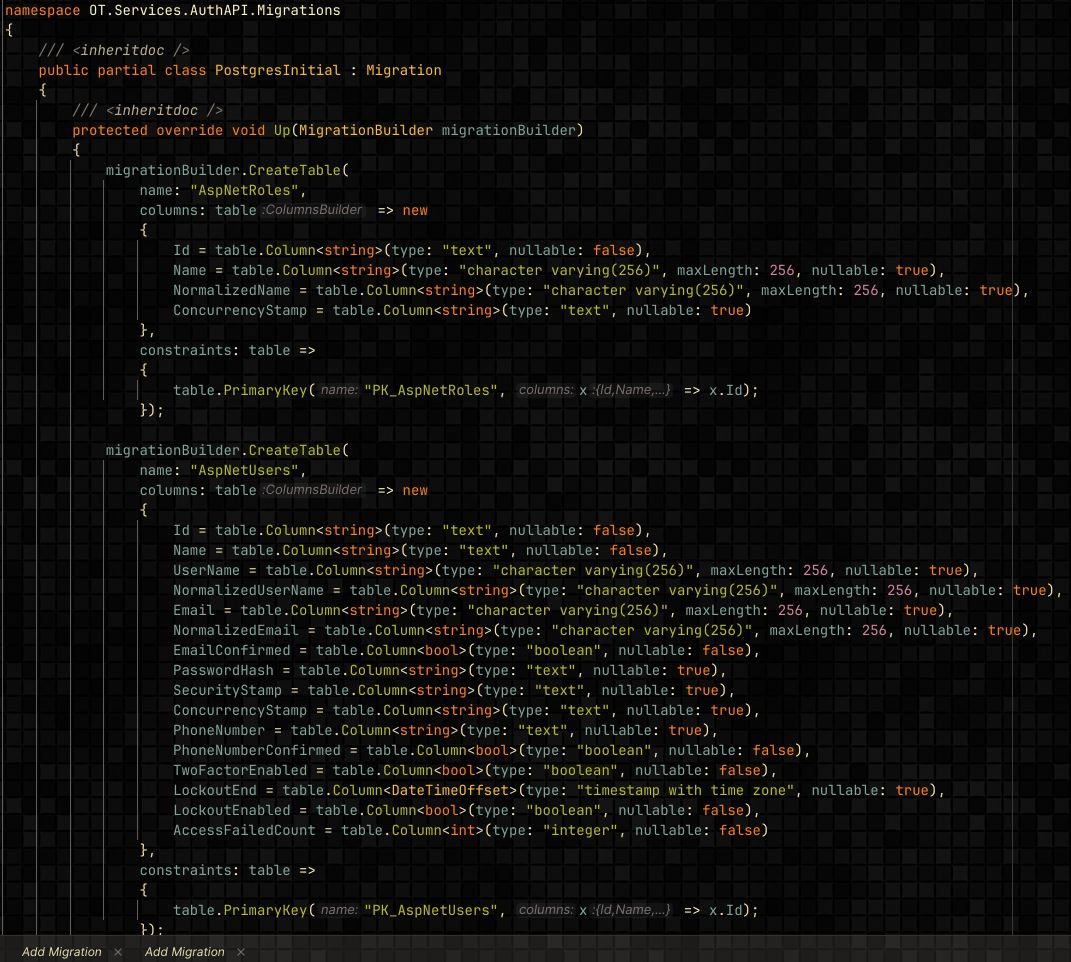 namespace OT.Services.AuthAPI.Migrations
{
/// <inheritdoc />
public partial class PostgresInitial : Migration
{
/// <inheritdoc />
protected override void Up(MigrationBuilder migrationBuilder)
{
migrationBuilder.CreateTable(
name: "AspNetRoles",
columns: table :ColumnsBuilder => new
{
Id = table.Column<string>(type: "text", nullable: false),
Name = table.Column<string>(type: "character varying(256)", maxLength: 256, nullable: true),
NormalizedName = table.Column<string>(type: "character varying(256)", maxLength: 256, nullable: true),
ConcurrencyStamp = table.Column<string>(type: "text", nullable: true)
},
constraints: table =>
{
table.PrimaryKey( name: "PK_AspNetRoles", columns: x :{Id,Name,...} => x.Id);
});
migrationBuilder.CreateTable(
name: "AspNetUsers",
columns: table :ColumnsBuilder => new
{
Id = table.Column<string>(type: "text", nullable: false),
Name = table.Column<string>(type: "text", nullable: false),
UserName = table.Column<string>(type: "character varying(256)", maxLength: 256, nullable: true),
NormalizedUserName = table.Column<string>(type: "character varying(256)", maxLength: 256, nullable: true),
Email = table.Column<string>(type: "character varying(256)", maxLength: 256, nullable: true),
NormalizedEmail = table.Column<string>(type: "character varying(256)", maxLength: 256, nullable: true),
EmailConfirmed = table.Column<bool>(type: "boolean", nullable: false),
PasswordHash = table.Column<string>(type: "text", nullable: true),
SecurityStamp = table.Column<string>(type: "text", nullable: true),
ConcurrencyStamp = table.Column<string>(type: "text", nullable: true),
PhoneNumber = table.Column<string>(type: "text", nullable: true),
PhoneNumberConfirmed = table.Column<bool>(type: "boolean", nullable: false),
TwoFactorEnabled = table.Column<bool>(type: "boolean", nullable: false),
LockoutEnd = table.Column<DateTimeOffset>(type: "timestamp with time zone", nullable: true),
LockoutEnabled = table.Column<bool>(type: "boolean", nullable: false),
AccessFailedCount = table.Column<int>(type: "integer", nullable: false)
},
constraints: table =>
{
table.PrimaryKey( name: "PK_AspNetUsers", columns: x :{Id,Name,...} => x.Id);
});
Add Migration × Add Migration ×